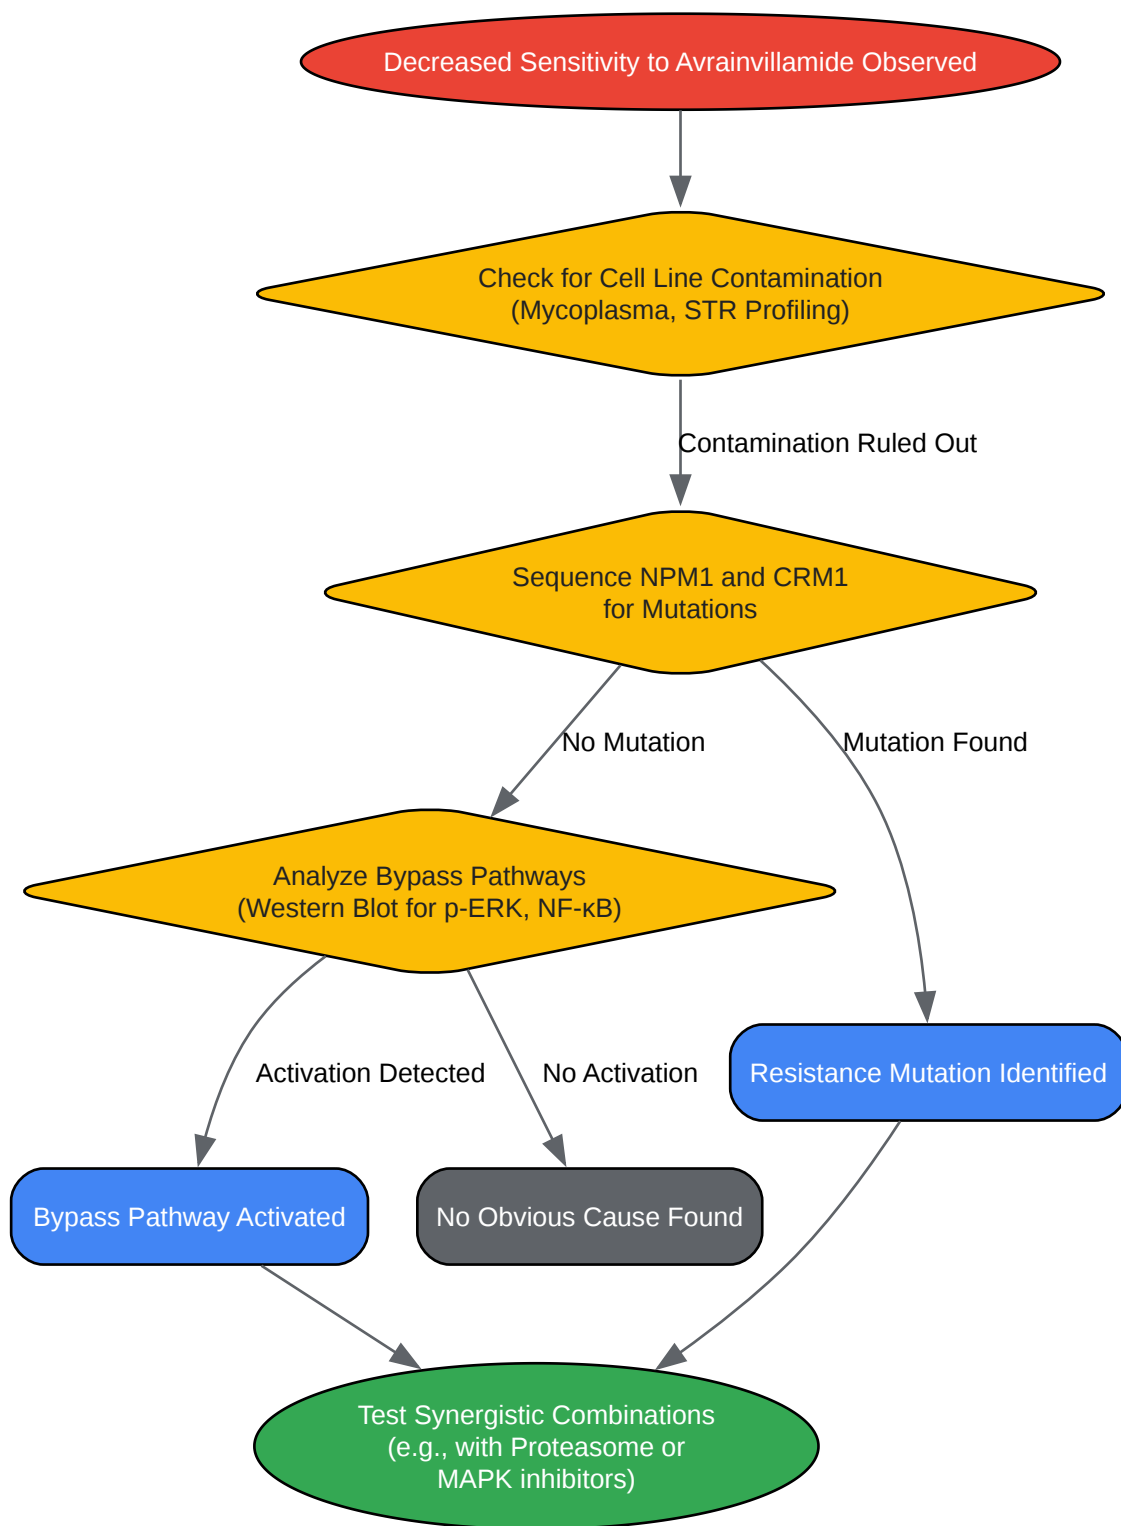 Decreased Sensitivity to Avrainvillamide Observed
Check for Cell Line Contamination
(Mycoplasma, STR Profiling)
Contamination Ruled Out
Sequence NPM1 and CRM1
for Mutations
No Mutation
Mutation Found
Analyze Bypass Pathways
(Western Blot for p-ERK, NF-κB)
Activation Detected
No Activation
Resistance Mutation Identified
Bypass Pathway Activated
No Obvious Cause Found
Test Synergistic Combinations
(e.g., with Proteasome or
MAPK inhibitors)